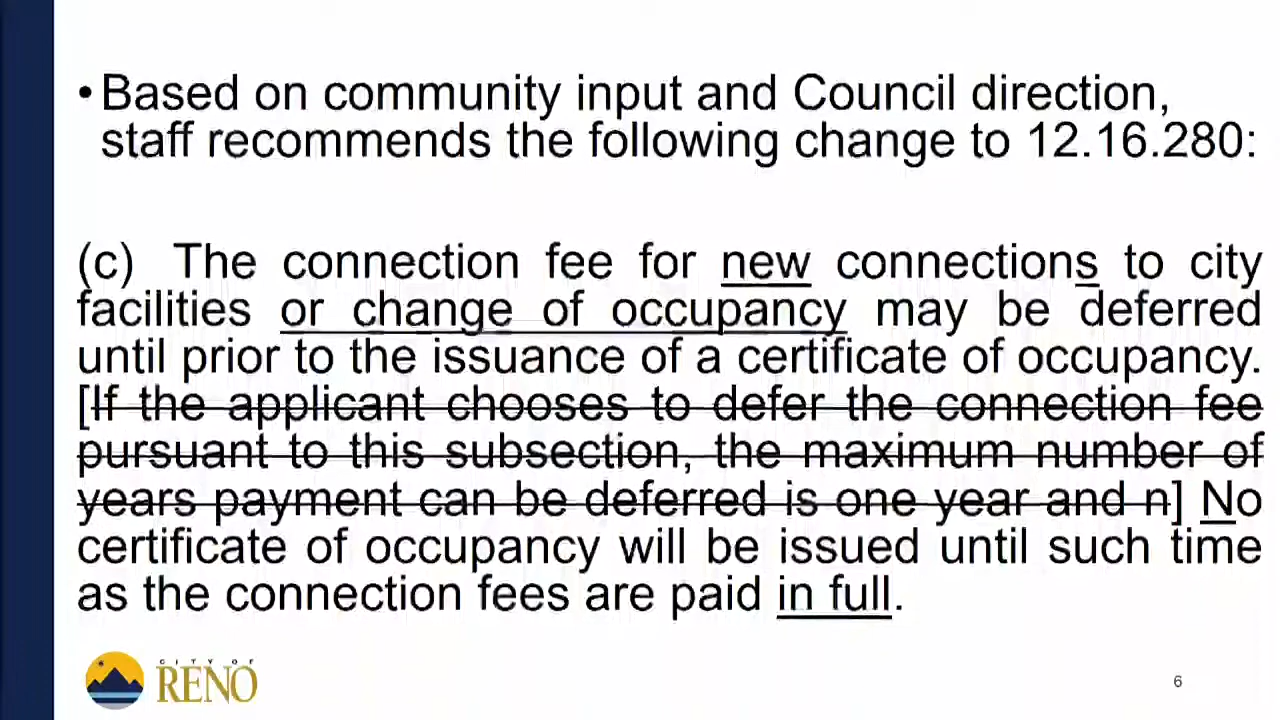 •Based on community input and Council direction,
staff recommends the following change to 12.16.280:
(c) The connection fee for new connections to city
facilities or change of occupancy may be deferred
until prior to the issuance of a certificate of occupancy.
[If the applicant chooses to defer the connection fee
pursuant to this subsection, the maximum number of
years payment can be deferred is one year and n] No
certificate of occupancy will be issued until such time
as the connection fees are paid in full.
CITY OF
RENO
6